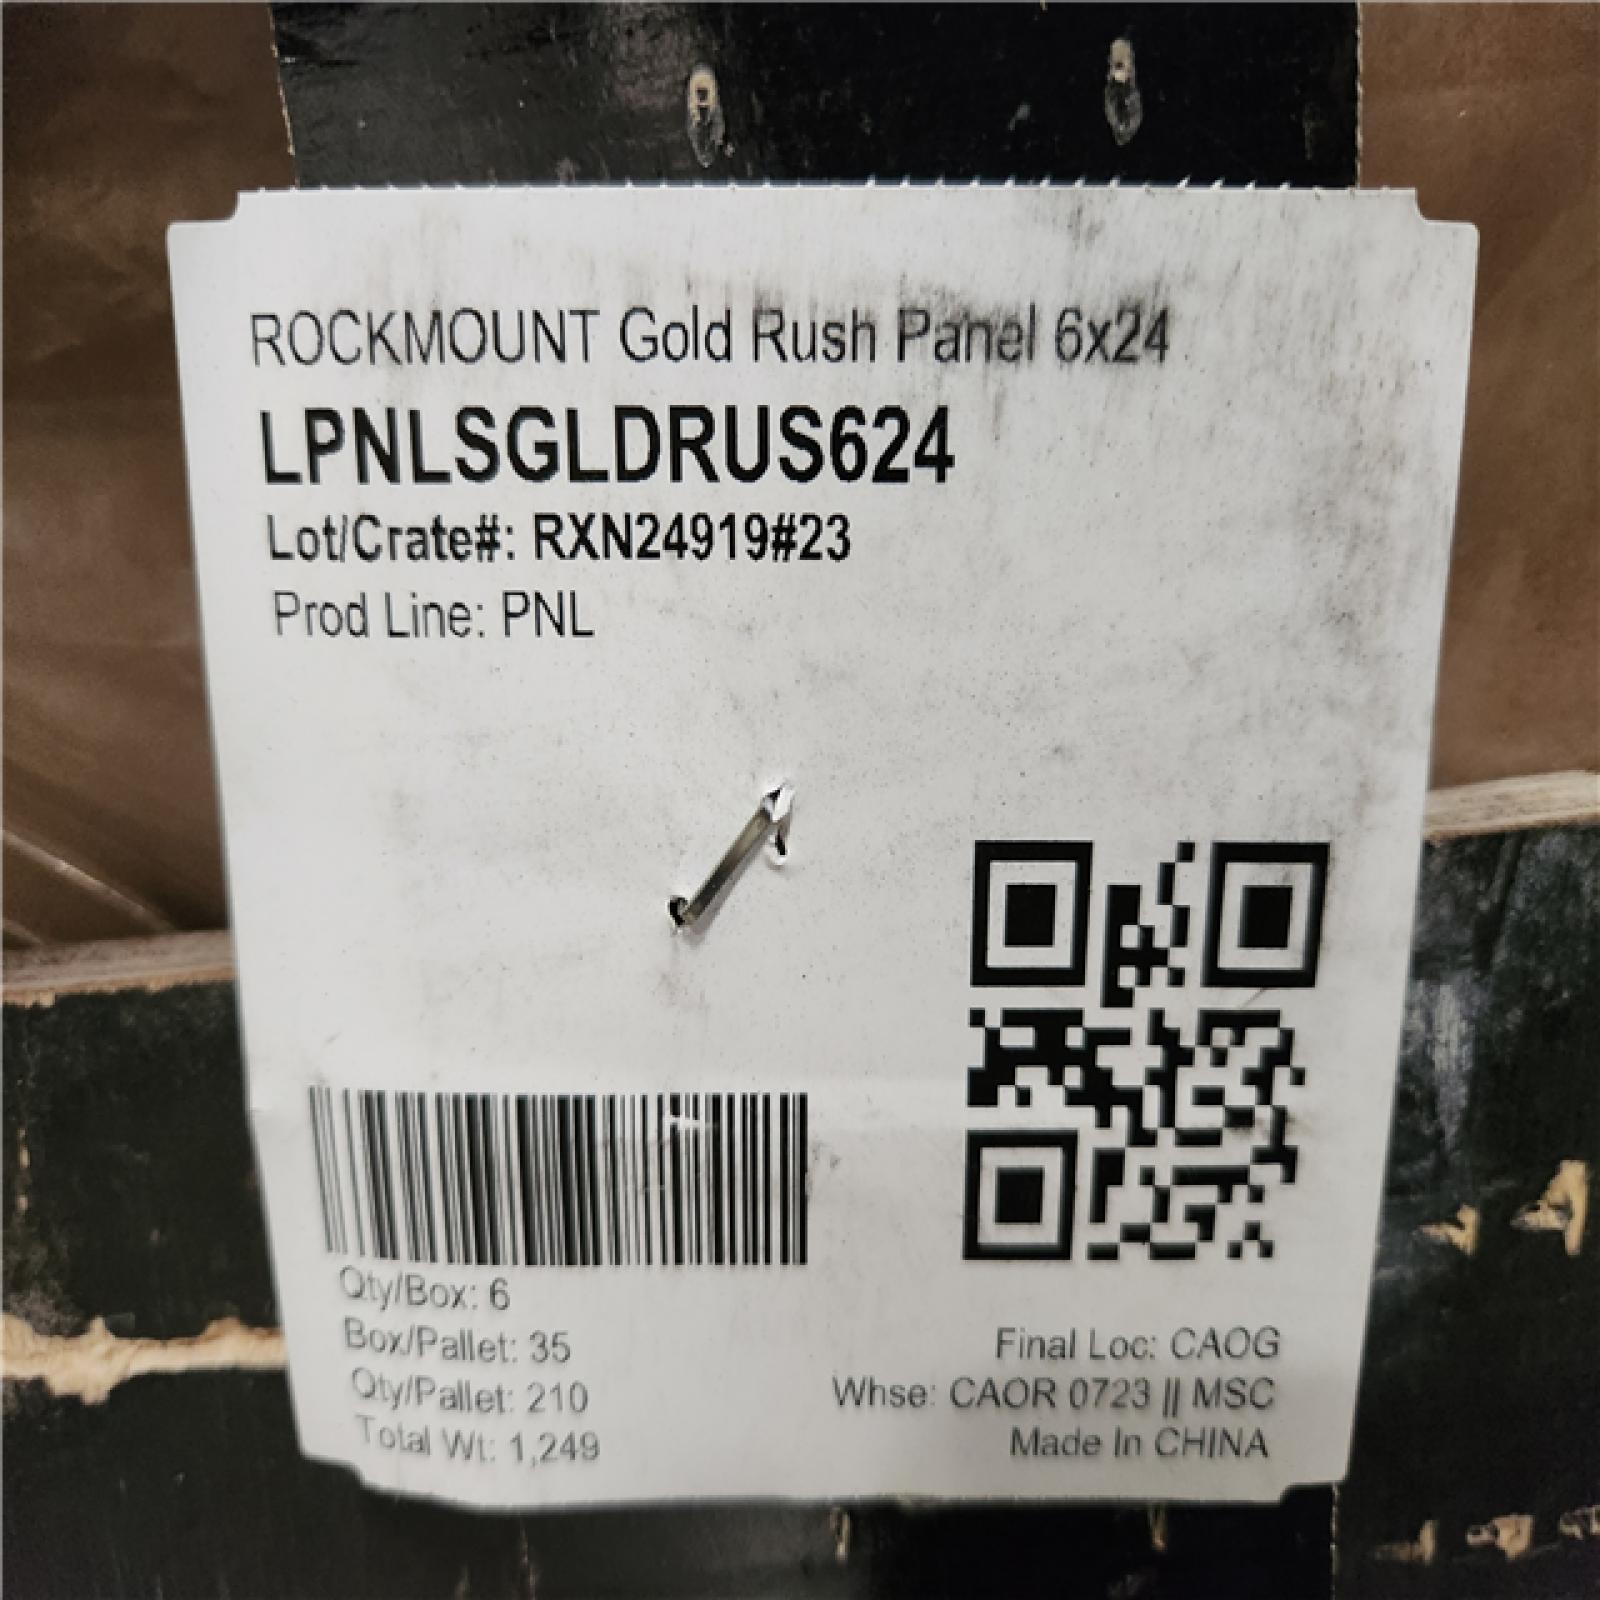 ROCKMOUNT Gold Rush Panel 6x24
LPNLSGLDRUS624
Lot/Crate#: RXN24919#23
Prod Line: PNL
Qty/Box: 6
Box/Pallet: 35
Qty/Pallet: 210
Total Wt: 1,249
Final Loc: CAOG
Whse: CAOR 0723 || MSC
Made In CHINA